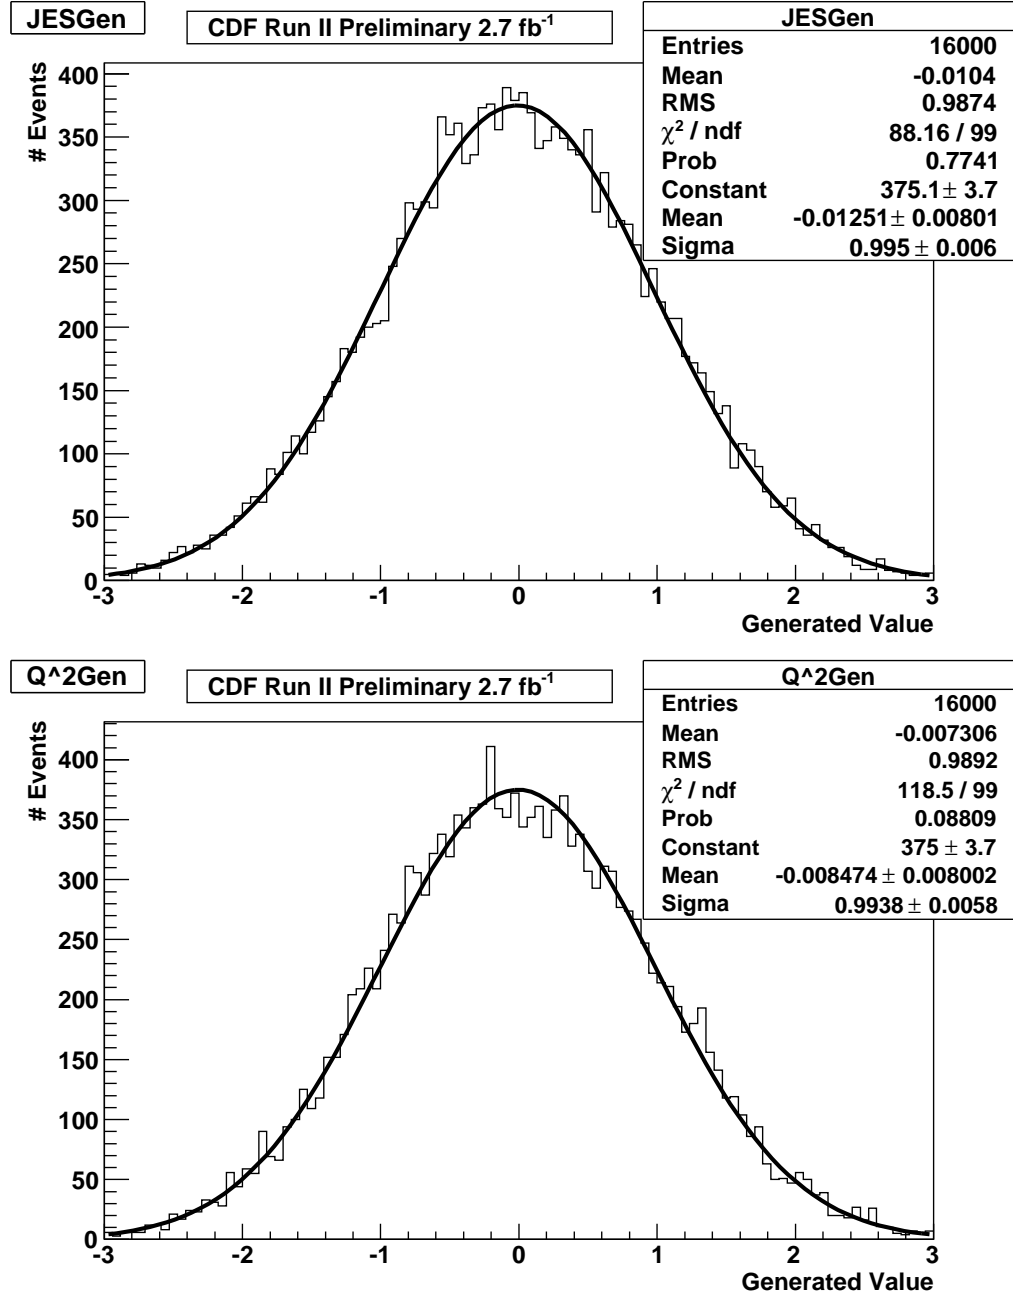 JESGen
CDF Run II Preliminary 2.7 fb⁻¹
JESGen
Entries 16000
Mean -0.0104
RMS 0.9874
χ² / ndf 88.16 / 99
Prob 0.7741
Constant 375.1 ± 3.7
Mean -0.01251 ± 0.00801
Sigma 0.995 ± 0.006
# Events
400
350
300
250
200
150
100
50
0
-3 -2 -1 0 1 2 3
Generated Value
Q^2Gen
CDF Run II Preliminary 2.7 fb⁻¹
Q^2Gen
Entries 16000
Mean -0.007306
RMS 0.9892
χ² / ndf 118.5 / 99
Prob 0.08809
Constant 375 ± 3.7
Mean -0.008474 ± 0.008002
Sigma 0.9938 ± 0.0058
# Events
400
350
300
250
200
150
100
50
0
-3 -2 -1 0 1 2 3
Generated Value